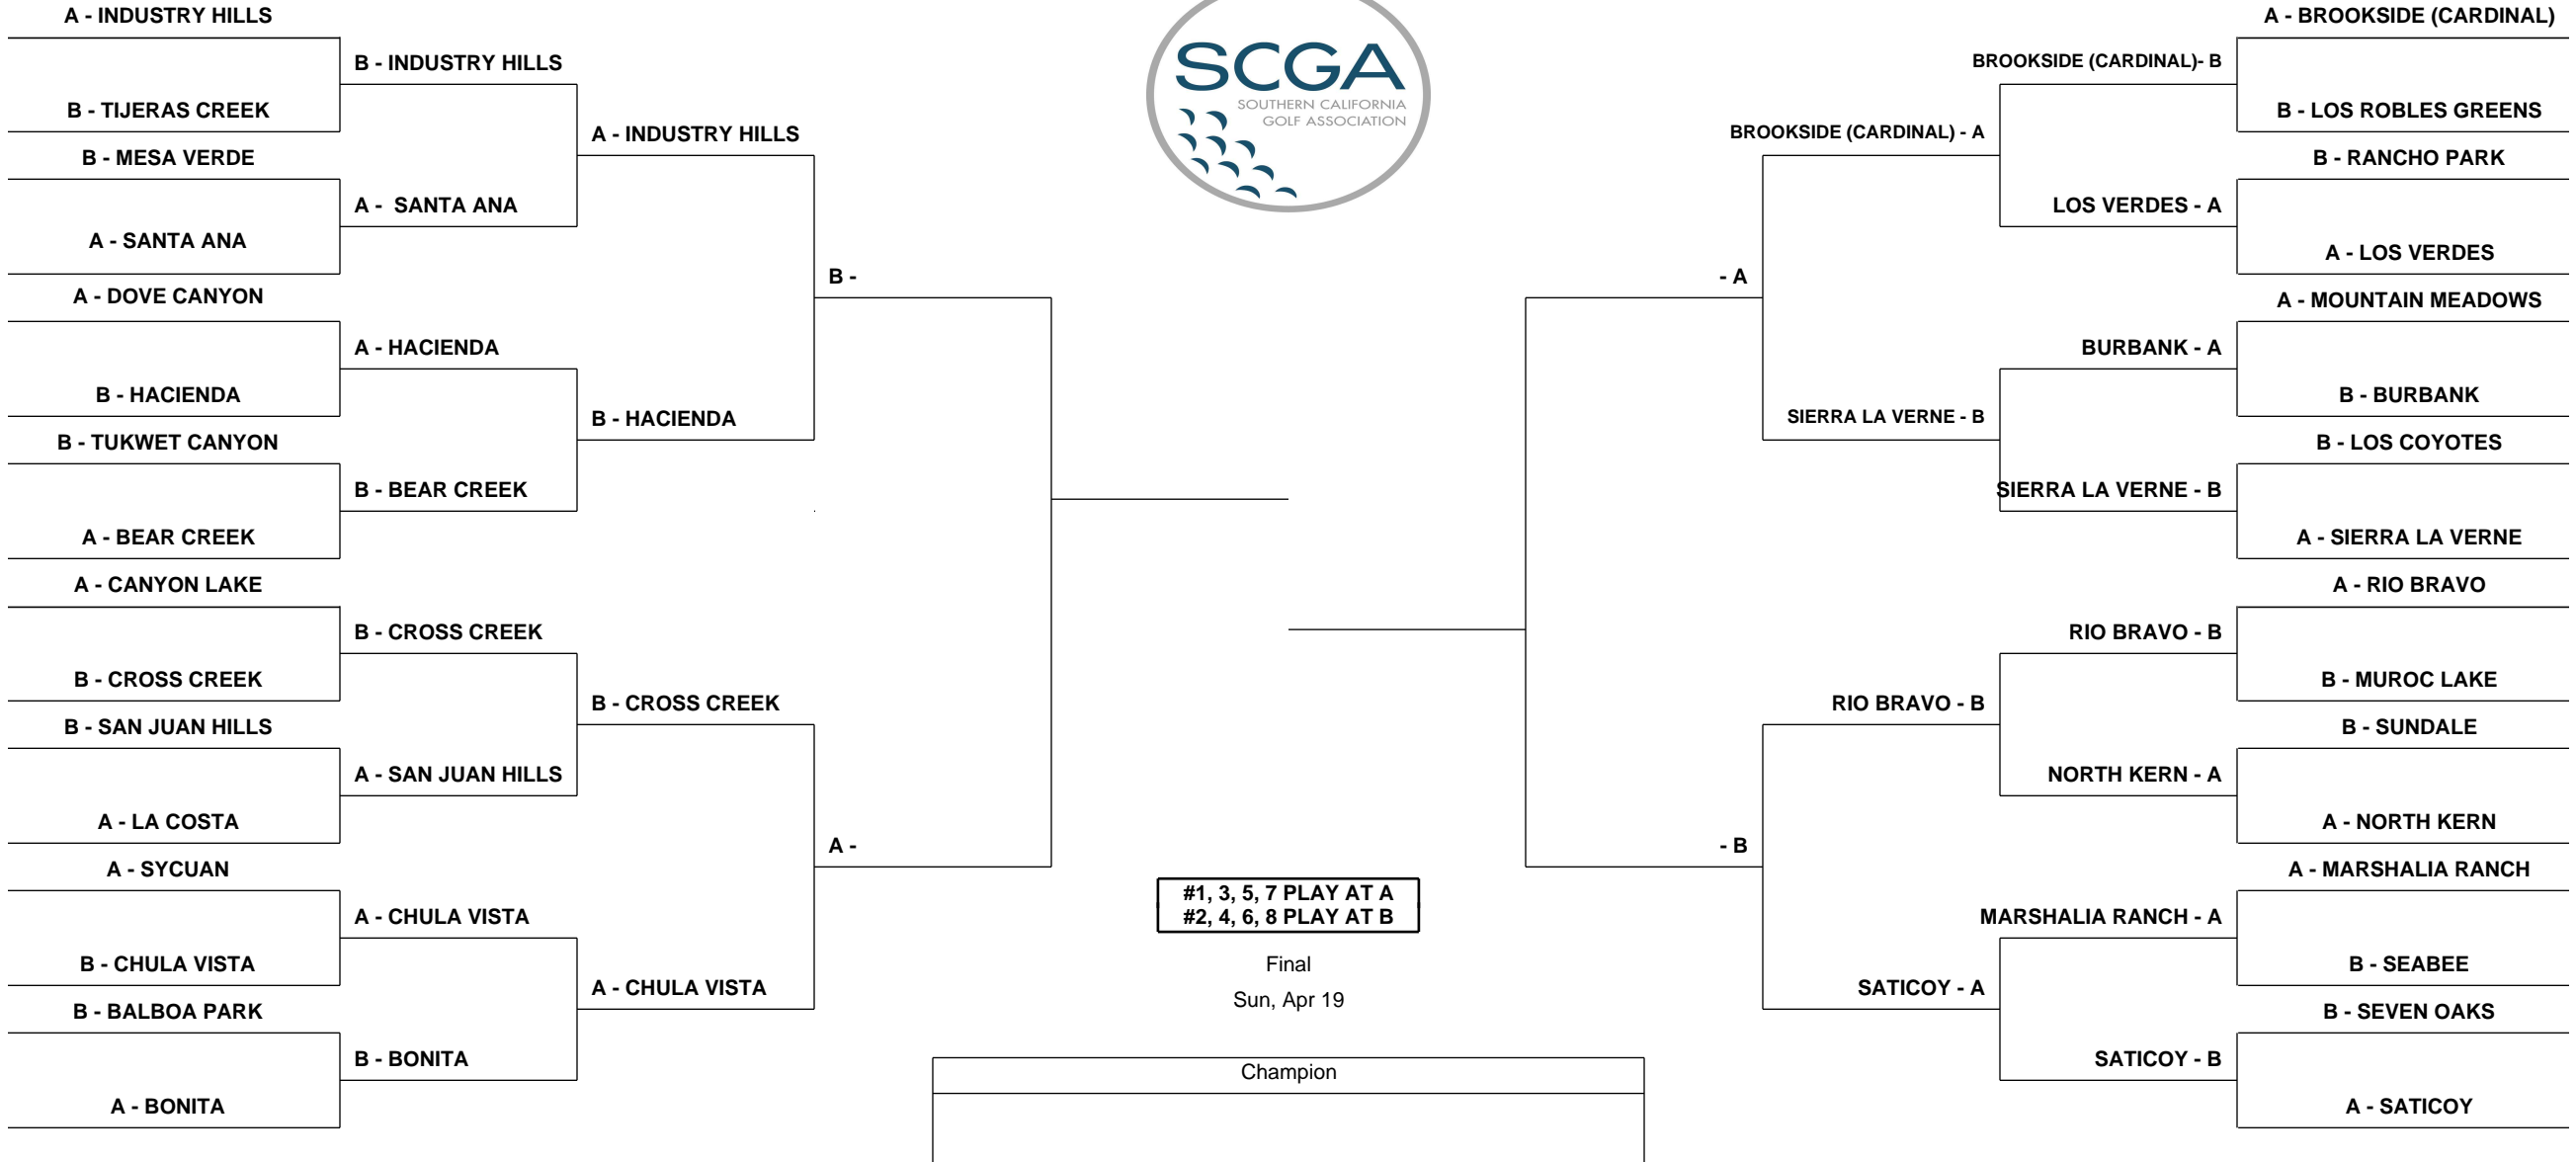 A - INDUSTRY HILLS
B - TIJERAS CREEK
B - MESA VERDE
A - SANTA ANA
A - DOVE CANYON
B - HACIENDA
B - TUKWET CANYON
A - BEAR CREEK
A - CANYON LAKE
B - CROSS CREEK
B - SAN JUAN HILLS
A - LA COSTA
A - SYCUAN
B - CHULA VISTA
B - BALBOA PARK
A - BONITA
B - INDUSTRY HILLS
A - SANTA ANA
A - HACIENDA
B - BEAR CREEK
B - CROSS CREEK
A - SAN JUAN HILLS
A - CHULA VISTA
B - BONITA
A - INDUSTRY HILLS
B - HACIENDA
B - CROSS CREEK
A - CHULA VISTA
B -
A -
SCGA
SOUTHERN CALIFORNIA
GOLF ASSOCIATION
#1, 3, 5, 7 PLAY AT A
#2, 4, 6, 8 PLAY AT B
Final
Sun, Apr 19
Champion
- A
- B
BROOKSIDE (CARDINAL) - A
SIERRA LA VERNE - B
RIO BRAVO - B
SATICOY - A
BROOKSIDE (CARDINAL)- B
LOS VERDES - A
BURBANK - A
SIERRA LA VERNE - B
RIO BRAVO - B
NORTH KERN - A
MARSHALIA RANCH - A
SATICOY - B
A - BROOKSIDE (CARDINAL)
B - LOS ROBLES GREENS
B - RANCHO PARK
A - LOS VERDES
A - MOUNTAIN MEADOWS
B - BURBANK
B - LOS COYOTES
A - SIERRA LA VERNE
A - RIO BRAVO
B - MUROC LAKE
B - SUNDALE
A - NORTH KERN
A - MARSHALIA RANCH
B - SEABEE
B - SEVEN OAKS
A - SATICOY